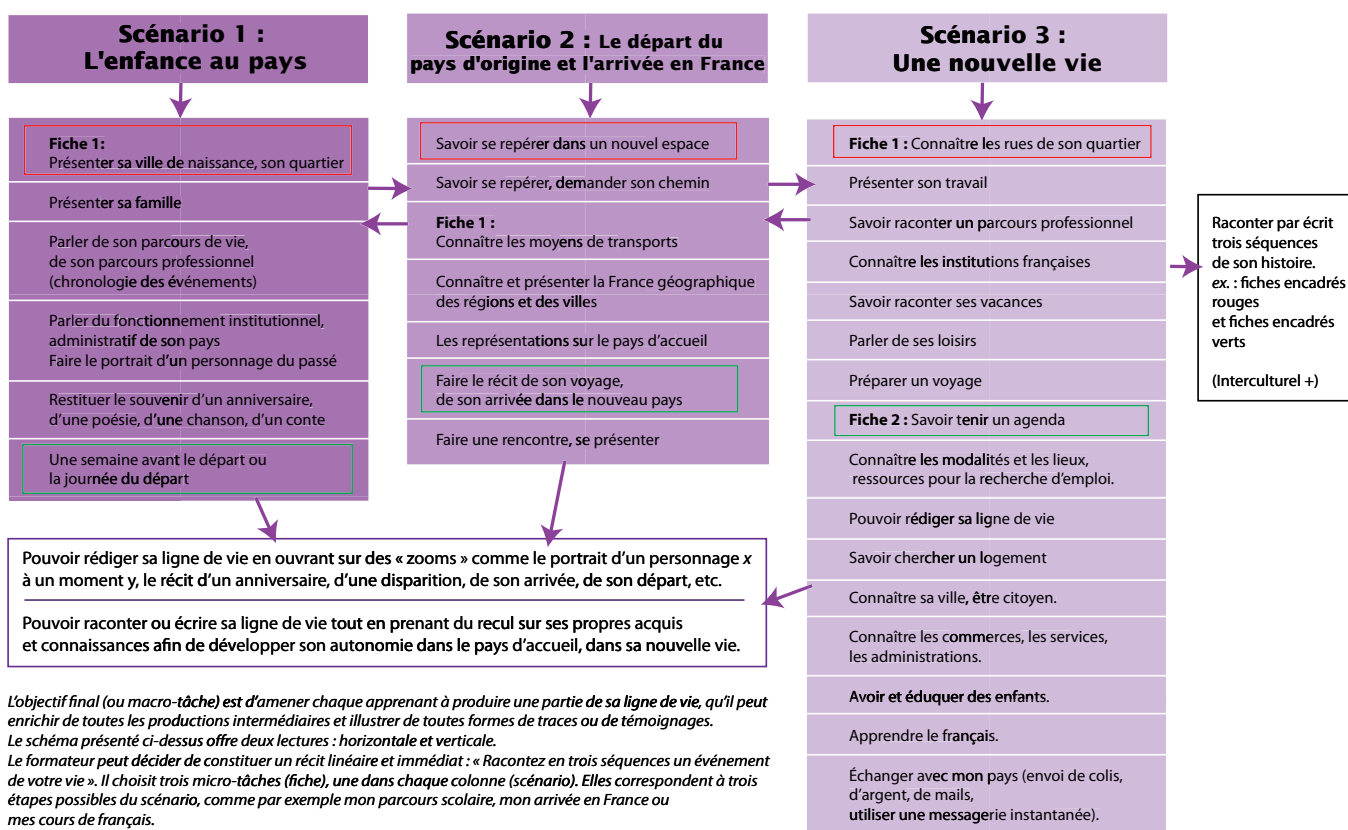 Scénario 1 :
L'enfance au pays
Fiche 1:
Présenter sa ville de naissance, son quartier
Présenter sa famille
Parler de son parcours de vie,
de son parcours professionnel
(chronologie des événements)
Parler du fonctionnement institutionnel,
administratif de son pays
Faire le portrait d'un personnage du passé
Restituer le souvenir d'un anniversaire,
d'une poésie, d'une chanson, d'un conte
Une semaine avant le départ ou
la journée du départ
Scénario 2 : Le départ du
pays d'origine et l'arrivée en France
Savoir se repérer dans un nouvel espace
Savoir se repérer, demander son chemin
Fiche 1 :
Connaître les moyens de transports
Connaître et présenter la France géographique
des régions et des villes
Les représentations sur le pays d'accueil
Faire le récit de son voyage,
de son arrivée dans le nouveau pays
Faire une rencontre, se présenter
Scénario 3 :
Une nouvelle vie
Fiche 1 : Connaître les rues de son quartier
Présenter son travail
Savoir raconter un parcours professionnel
Connaître les institutions françaises
Savoir raconter ses vacances
Parler de ses loisirs
Préparer un voyage
Fiche 2 : Savoir tenir un agenda
Connaître les modalités et les lieux,
ressources pour la recherche d'emploi.
Pouvoir rédiger sa ligne de vie
Savoir chercher un logement
Connaître sa ville, être citoyen.
Connaître les commerces, les services,
les administrations.
Avoir et éduquer des enfants.
Apprendre le français.
Échanger avec mon pays (envoi de colis,
d'argent, de mails,
utiliser une messagerie instantanée).
Raconter par écrit
trois séquences
de son histoire.
ex. : fiches encadrés
rouges
et fiches encadrés
verts
(Interculturel +)
Pouvoir rédiger sa ligne de vie en ouvrant sur des « zooms » comme le portrait d'un personnage x
à un moment y, le récit d'un anniversaire, d'une disparition, de son arrivée, de son départ, etc.
Pouvoir raconter ou écrire sa ligne de vie tout en prenant du recul sur ses propres acquis
et connaissances afin de développer son autonomie dans le pays d'accueil, dans sa nouvelle vie.
L'objectif final (ou macro-tâche) est d'amener chaque apprenant à produire une partie de sa ligne de vie, qu'il peut
enrichir de toutes les productions intermédiaires et illustrer de toutes formes de traces ou de témoignages.
Le schéma présenté ci-dessus offre deux lectures : horizontale et verticale.
Le formateur peut décider de constituer un récit linéaire et immédiat : « Racontez en trois séquences un événement
de votre vie ». Il choisit trois micro-tâches (fiche), une dans chaque colonne (scénario). Elles correspondent à trois
étapes possibles du scénario, comme par exemple mon parcours scolaire, mon arrivée en France ou
mes cours de français.